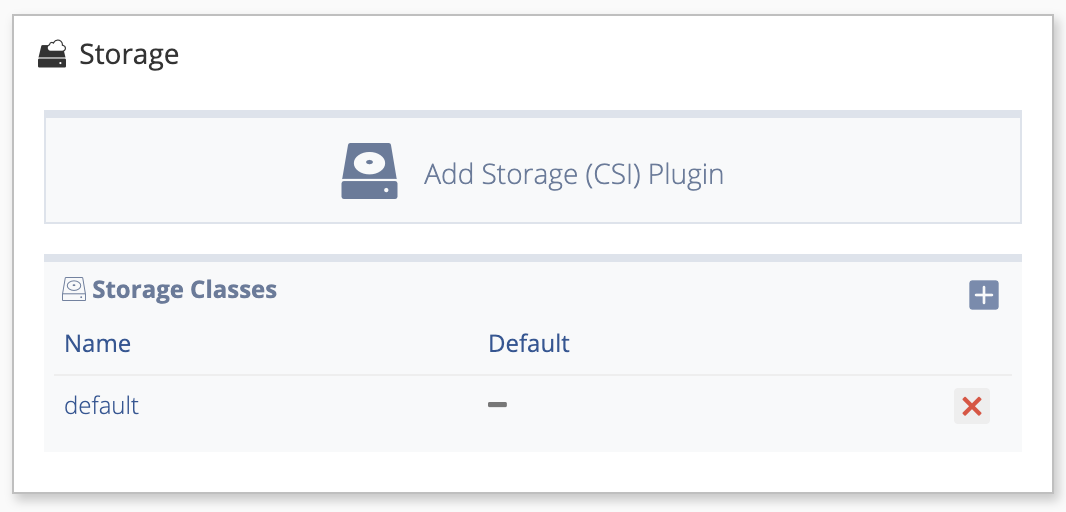 Storage
Add Storage (CSI) Plugin
Storage Classes
Name Default
default